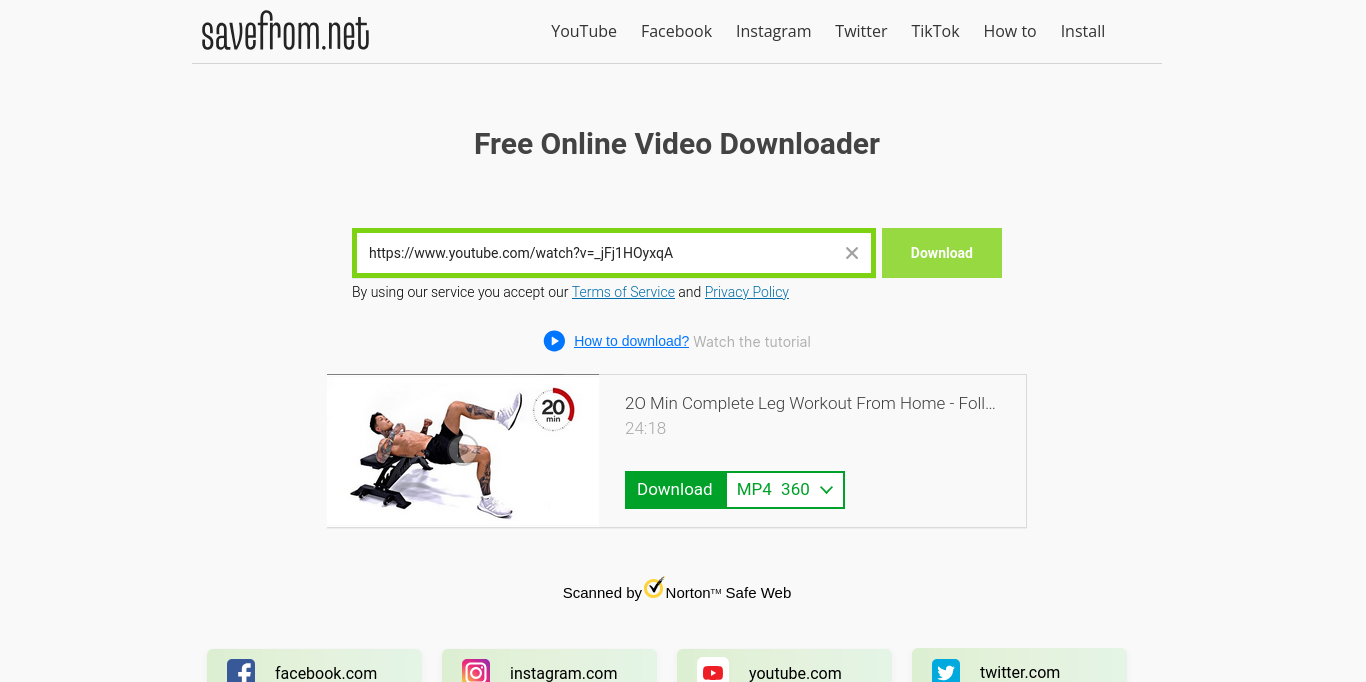 savefrom.net
YouTube Facebook Instagram Twitter TikTok How to Install
Free Online Video Downloader
https://www.youtube.com/watch?v=_jFj1HOyxqA
Download
By using our service you accept our Terms of Service and Privacy Policy
How to download? Watch the tutorial
20
min
2O Min Complete Leg Workout From Home - Foll...
24:18
Download MP4 360
Scanned by Norton™ Safe Web
facebook.com
instagram.com
youtube.com
twitter.com